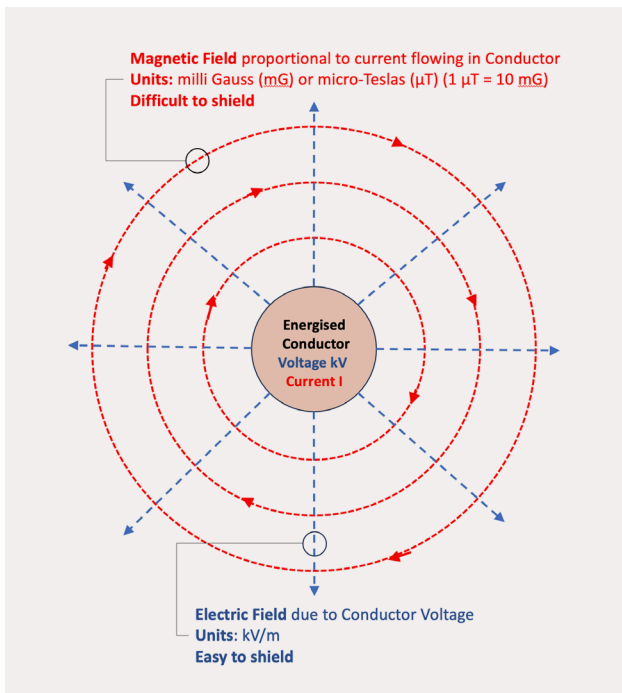 Magnetic Field proportional to current flowing in Conductor
Units: milli Gauss (mG) or micro-Teslas (μT) (1 μT = 10 mG)
Difficult to shield
Energised
Conductor
Voltage kV
Current I
Electric Field due to Conductor Voltage
Units: kV/m
Easy to shield